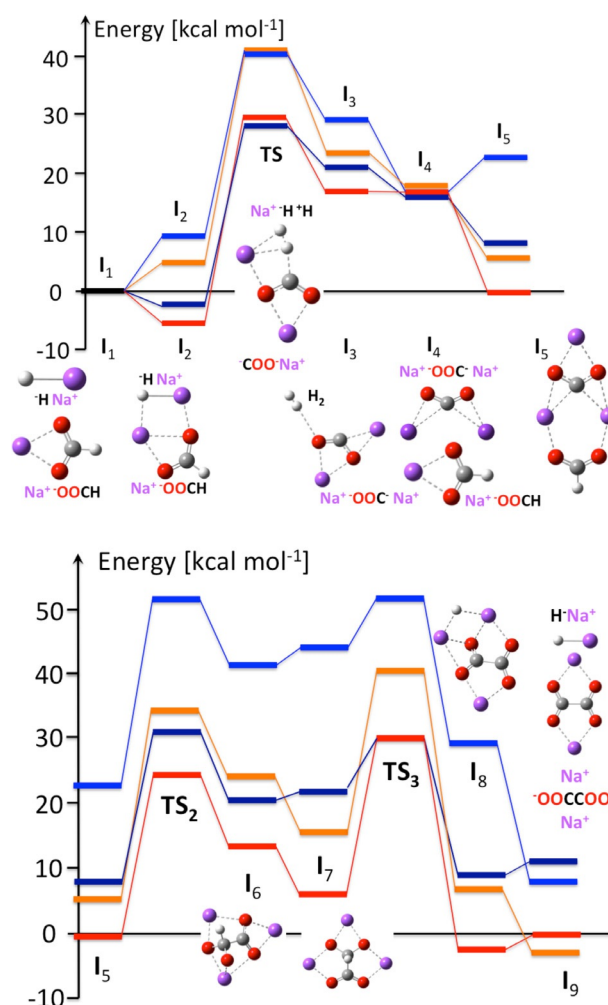 Energy [kcal mol-1]
40
30
20
10
0
-10
I1
I2
TS
I3
I4
I5
Na+ -H +H
-COO-Na+
I1
I2
I3
I4
I5
-H Na+
Na+ -OOCH
-H Na+
Na+ -OOCH
H2
Na+ -OOC- Na+
Na+ -OOC- Na+
Na+ -OOCH
Energy [kcal mol-1]
50
40
30
20
10
0
-10
I5
TS2
I6
I7
TS3
I8
I9
H-Na+
Na+
-OOCCOO
Na+